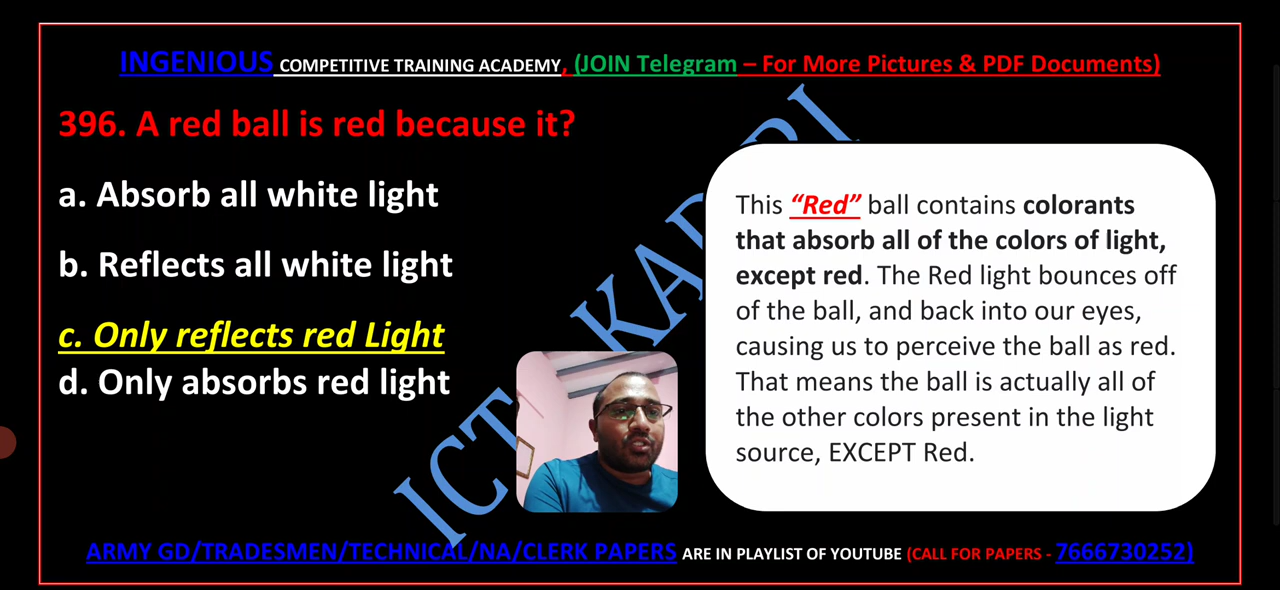 INGENIOUS COMPETITIVE TRAINING ACADEMY, (JOIN Telegram – For More Pictures & PDF Documents)
396. A red ball is red because it?
a. Absorb all white light
b. Reflects all white light
c. Only reflects red Light
d. Only absorbs red light
This “Red” ball contains colorants
that absorb all of the colors of light,
except red. The Red light bounces off
of the ball, and back into our eyes,
causing us to perceive the ball as red.
That means the ball is actually all of
the other colors present in the light
source, EXCEPT Red.
ICT
ARMY GD/TRADESMEN/TECHNICAL/NA/CLERK PAPERS ARE IN PLAYLIST OF YOUTUBE (CALL FOR PAPERS - 7666730252)